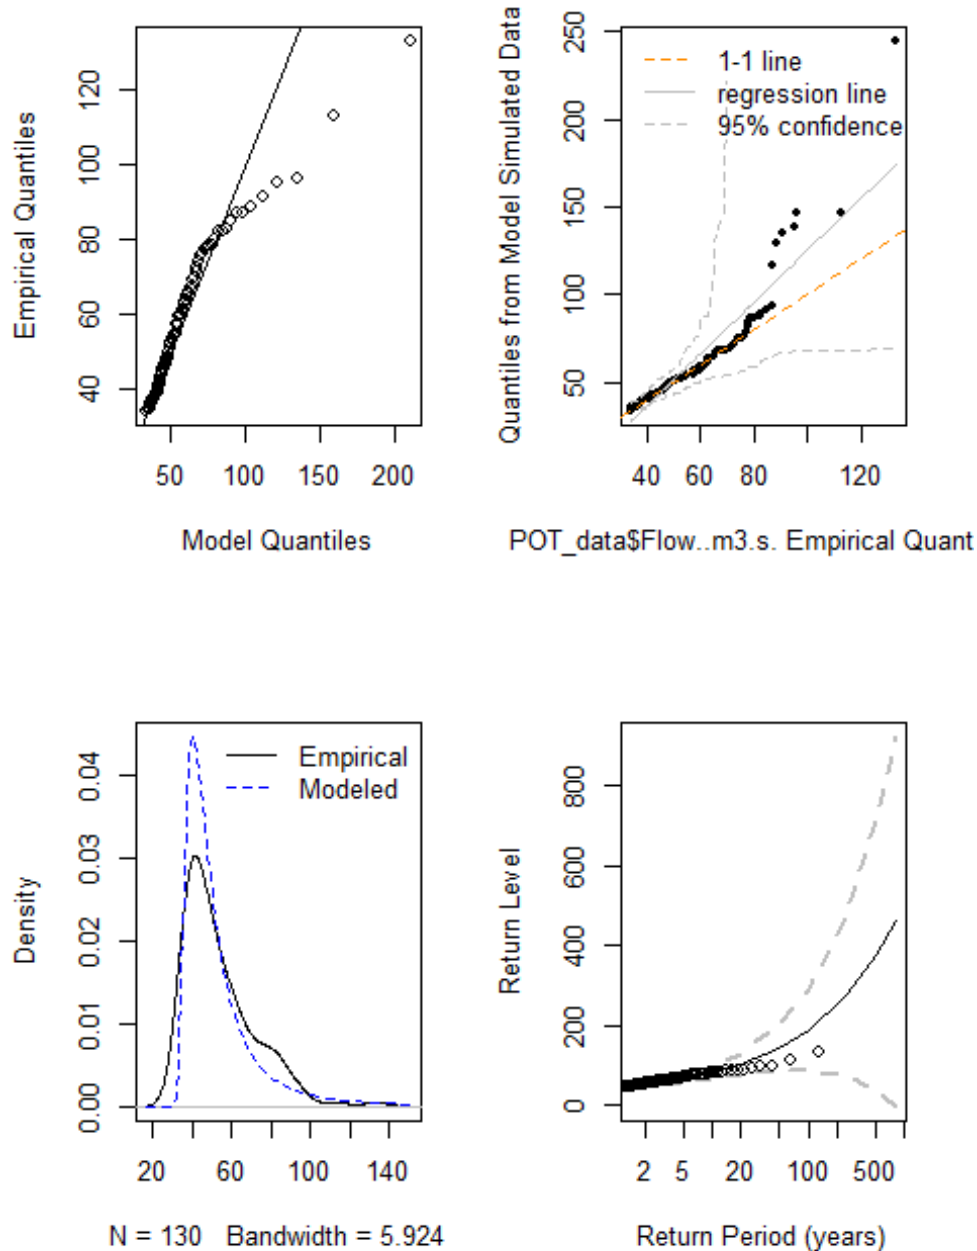 Empirical Quantiles
120
100
80
60
40
50
100
200
Model Quantiles
Quantiles from Model Simulated Data
250
200
150
100
50
1-1 line
regression line
95% confidence
40
60
80
120
POT_data$Flow..m3.s. Empirical Quant
Density
0.04
0.03
0.02
0.01
0.00
Empirical
Modeled
20
60
100
140
N = 130 Bandwidth = 5.924
Return Level
800
600
400
200
0
2
5
20
100
500
Return Period (years)